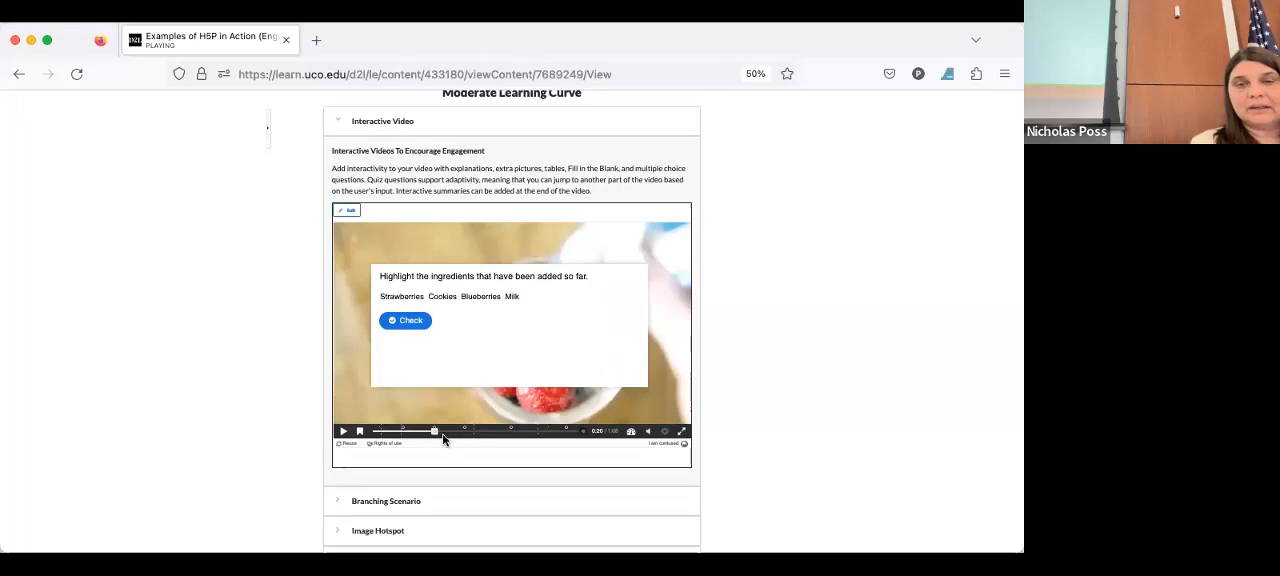 Examples of H5P in Action (Eng
PLAYING
https://learn.uco.edu/d2l/le/content/433180/viewContent/7689249/View
50%
P
Nicholas Poss
Moderate Learning Curve
Interactive Video
Interactive Videos To Encourage Engagement
Add interactivity to your video with explanations, extra pictures, tables, Fill in the Blank, and multiple choice
questions. Quiz questions support adaptivity, meaning that you can jump to another part of the video based
on the user's input. Interactive summaries can be added at the end of the video.
Edit
Highlight the ingredients that have been added so far.
Strawberries Cookies Blueberries Milk
Check
0:20 / 1:06
Reuse Rights of use I am confused
Branching Scenario
Image Hotspot